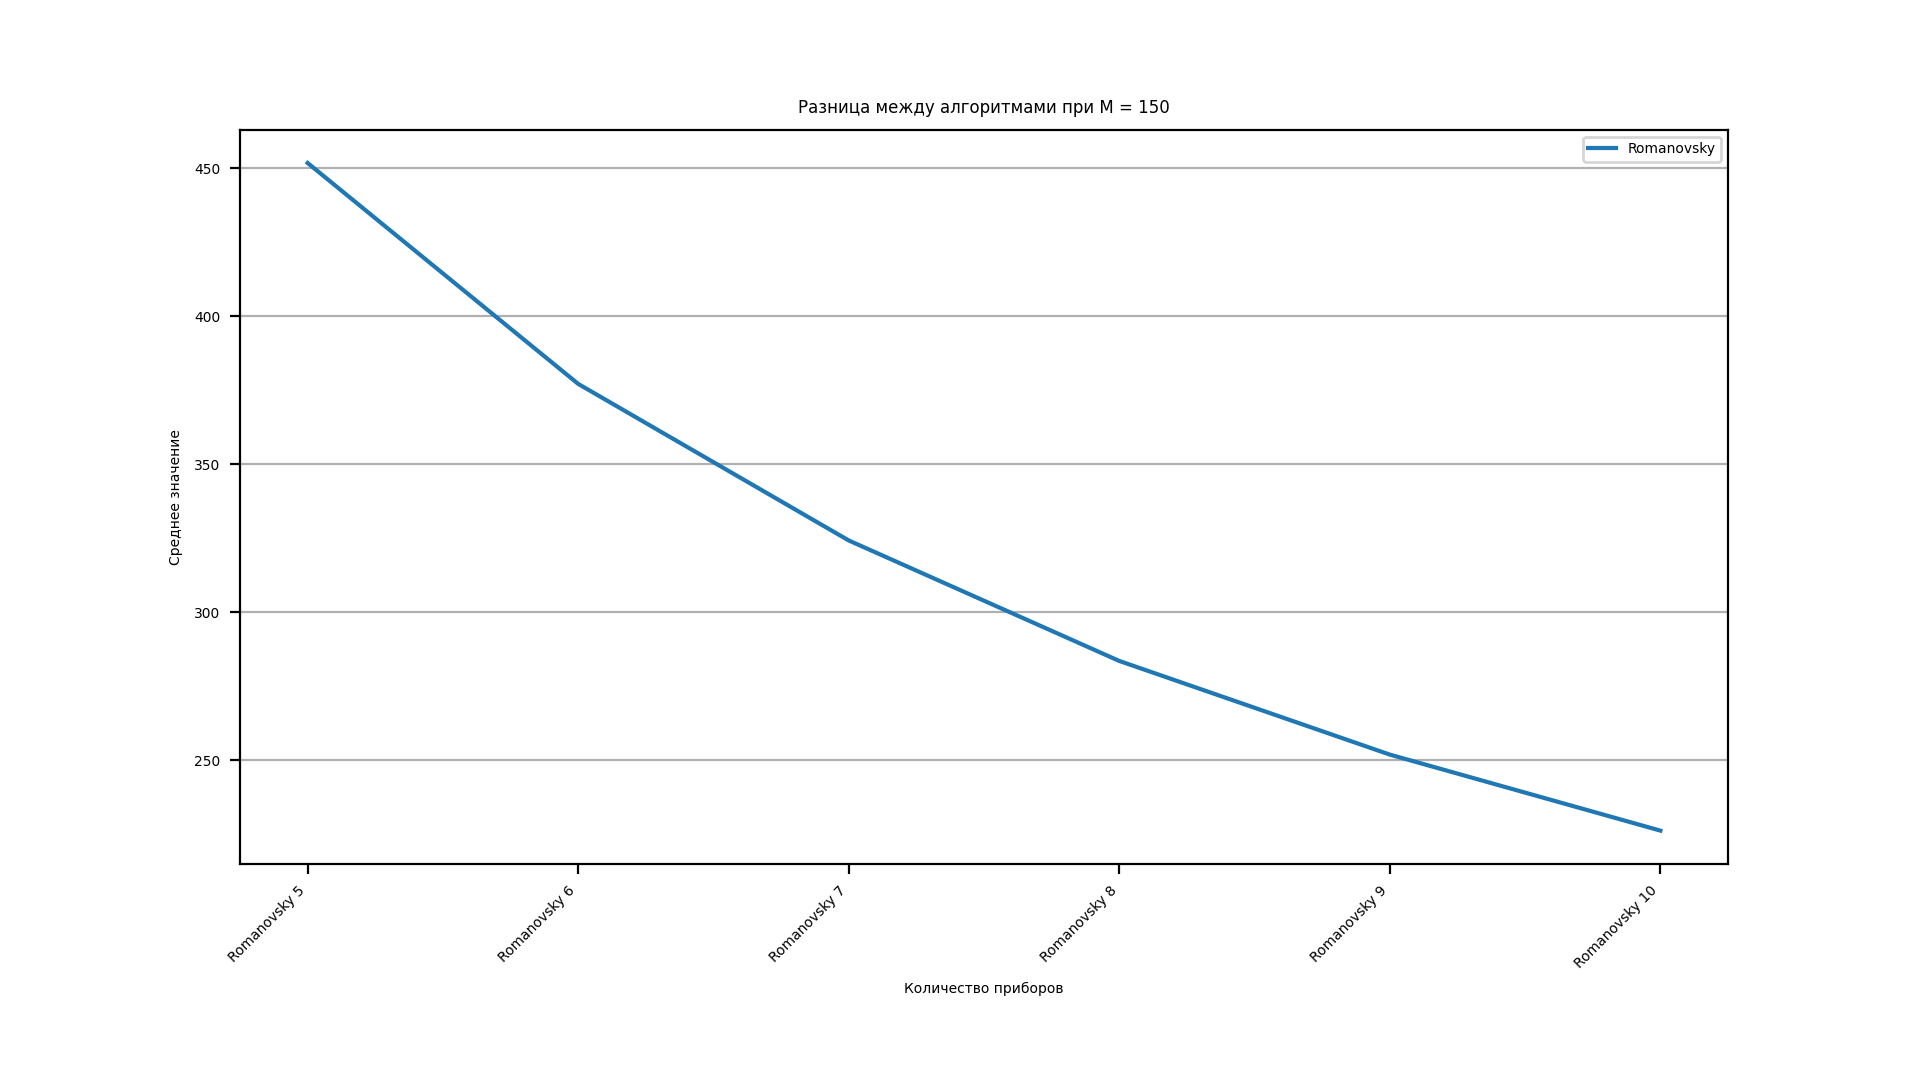 Разница между алгоритмами при M = 150
Romanovsky
450
400
350
300
250
Среднее значение
Romanovsky 5
Romanovsky 6
Romanovsky 7
Romanovsky 8
Romanovsky 9
Romanovsky 10
Количество приборов